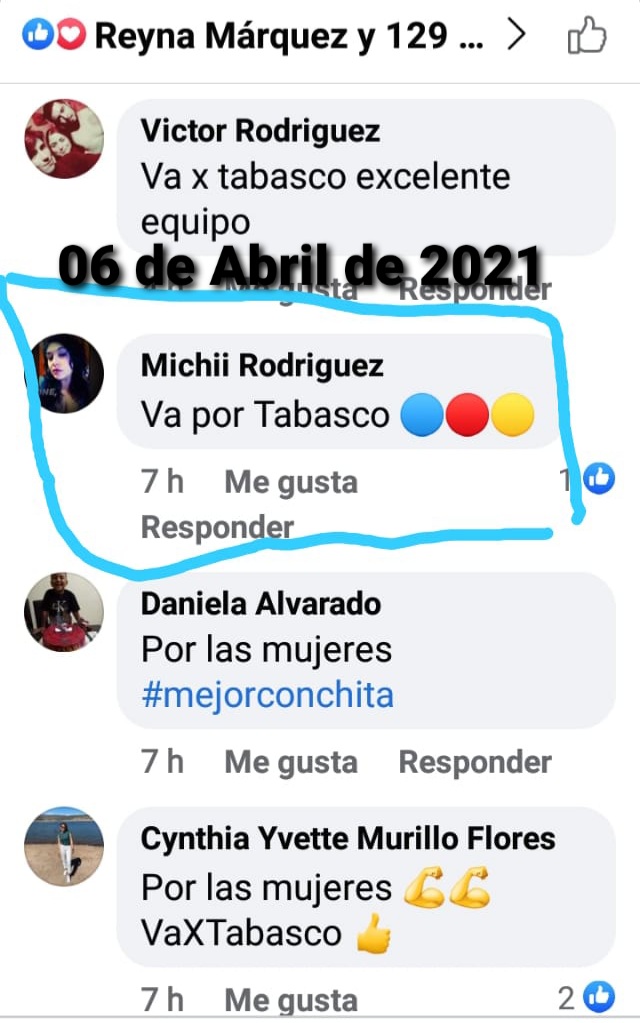 Reyna Márquez y 129 ...
Victor Rodriguez
Va x tabasco excelente
equipo
06 de Abril de 2021
7 h Me gusta Responder
Michii Rodriguez
Va por Tabasco
7 h Me gusta 1
Responder
Daniela Alvarado
Por las mujeres
#mejorconchita
7 h Me gusta Responder
Cynthia Yvette Murillo Flores
Por las mujeres
VaXTabasco
7 h Me gusta 2